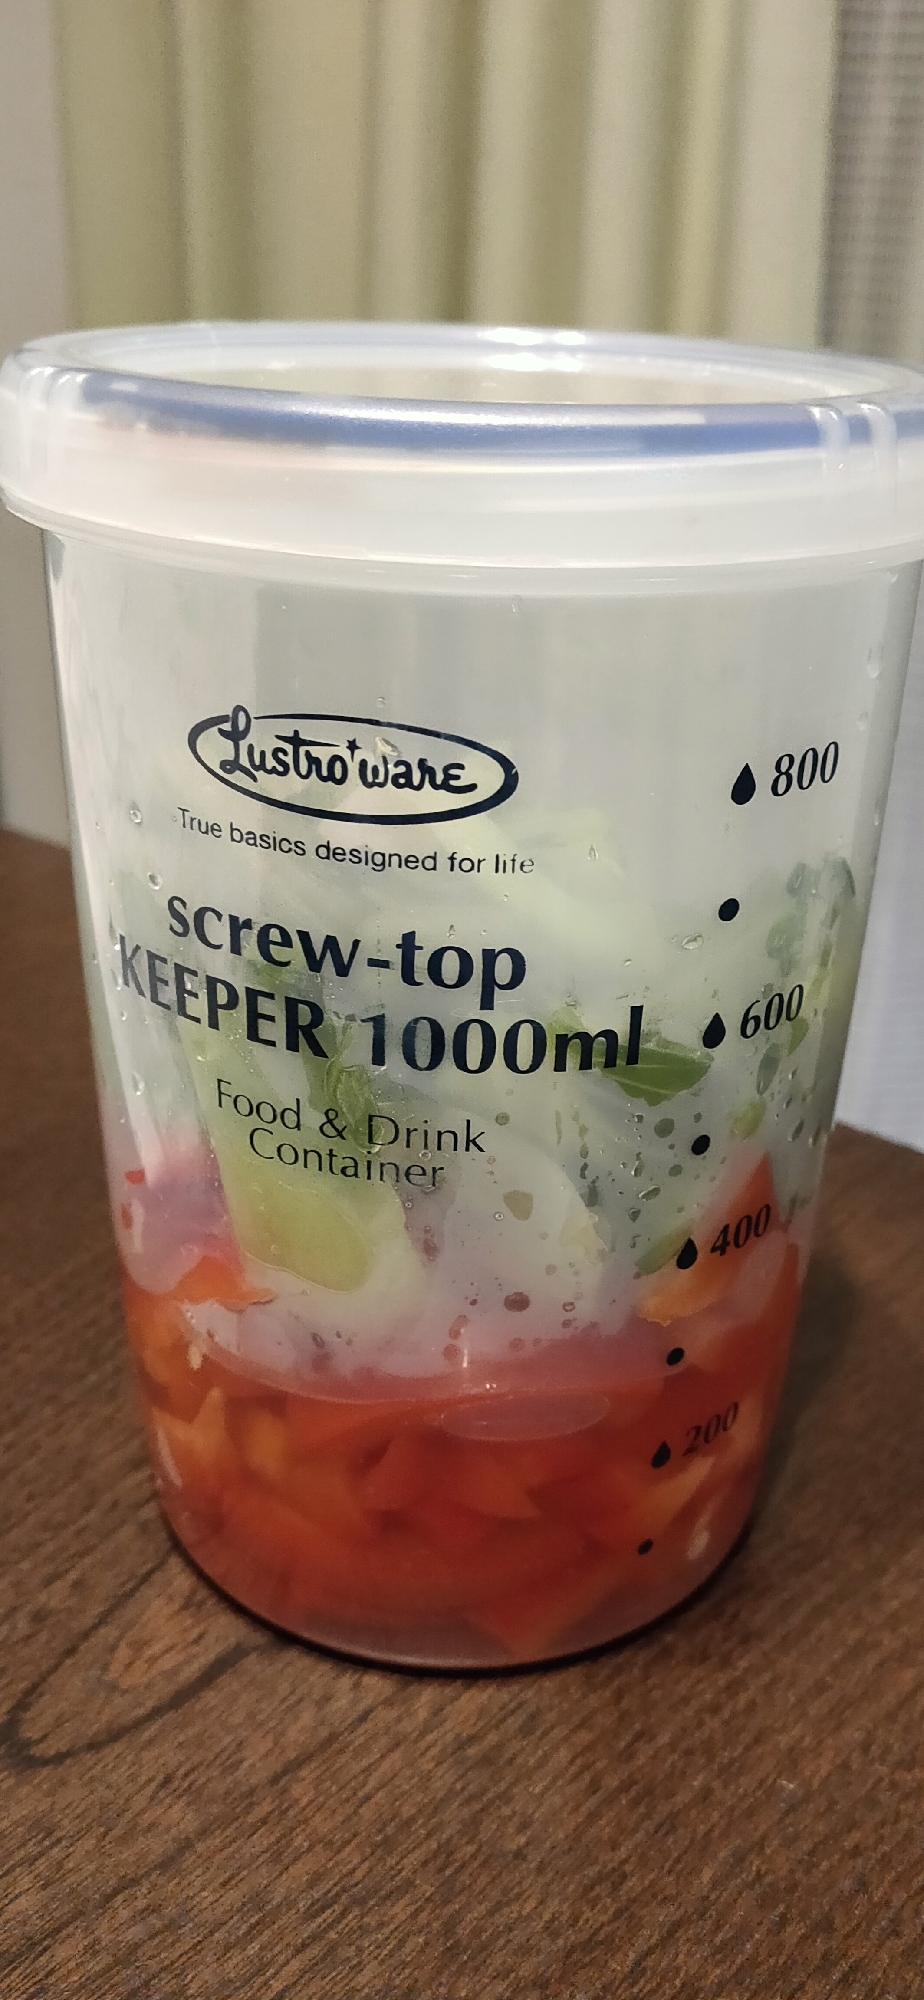 Lustro ware
True basics designed for life
screw-top
KEEPER 1000ml
Food & Drink
Container
800
600
400
200